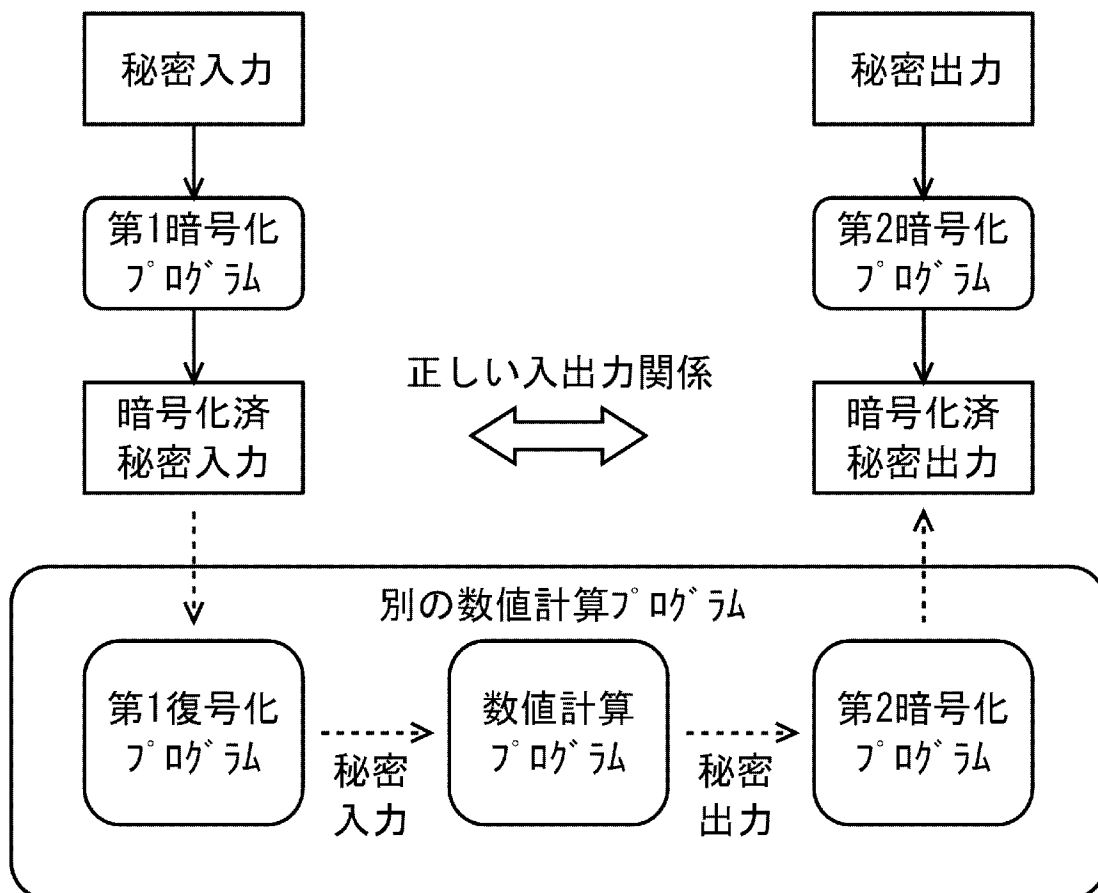 秘密入力
秘密出力
第1暗号化
プログラム
第2暗号化
プログラム
正しい入出力関係
暗号化済
秘密入力
暗号化済
秘密出力
別の数値計算プログラム
第1復号化
プログラム
秘密
入力
数値計算
プログラム
秘密
出力
第2暗号化
プログラム